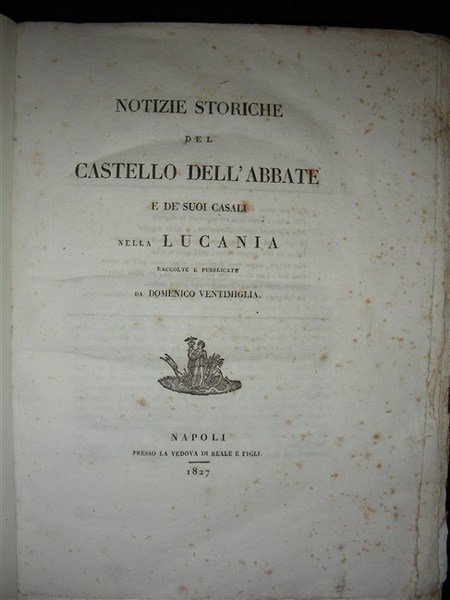 NOTIZIE STORICHE
DEL
CASTELLO DELL'ABBATE
E DE' SUOI CASALI
NELLA LUCANIA
RACCOLTE E PUBBLICATE
DA DOMENICO VENTIMIGLIA.
NAPOLI
PRESSO LA VEDOVA DI REALE E FIGLI
1827